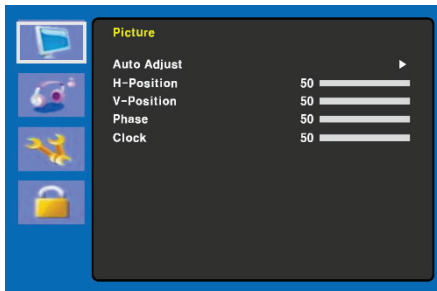 Picture
Auto Adjust
H-Position 50
V-Position 50
Phase 50
Clock 50